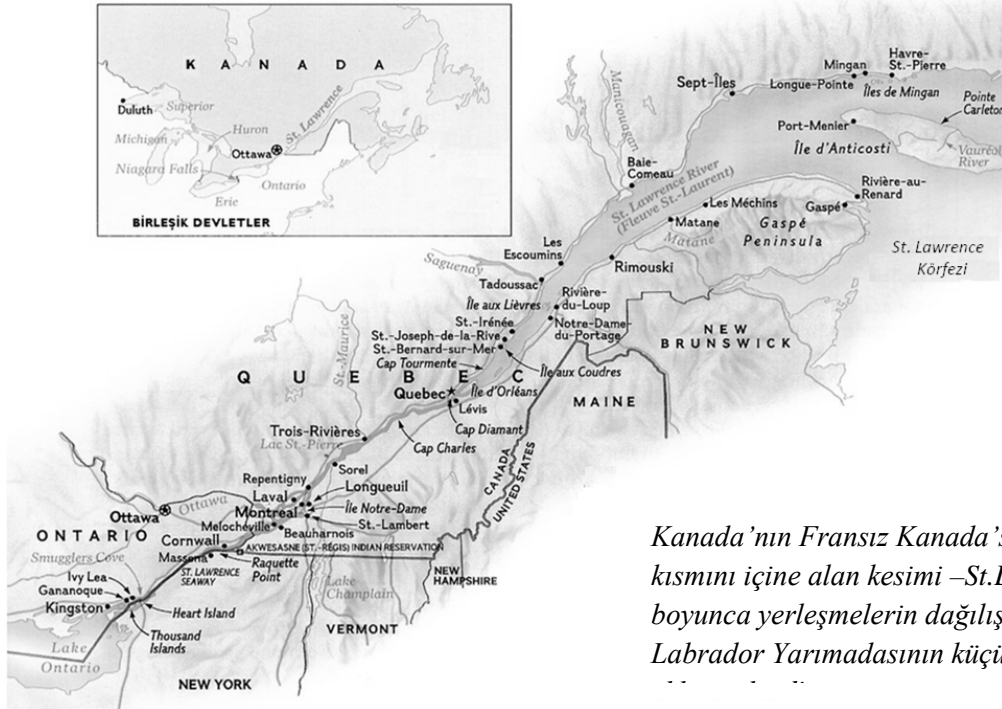 K A N A D A
Duluth
Superior
Michigan
Huron
Niagara Falls
Ottawa
St. Lawrence
Ontario
Erie
BİRLEŞİK DEVLETLER
Manicouagan
Sept-Îles
Mingan
Longue-Pointe
Havre-
St.-Pierre
Îles de Mingan
Pointe
Carleton
Port-Menier
Île d'Anticosti
River
Baie-
Comeau
St. Lawrence River
(Fleuve St.-Laurent)
Rivière-au-
Renard
Les Méchins
Gaspé
Matane
Matane
Gaspé
Peninsula
St. Lawrence
Körfezi
Les
Escoumins
Saguenay
Tadoussac
Rimouski
Île aux Lièvres
Rivière-
du-Loup
St.-Irénée
St.-Joseph-de-la-Rive
St.-Bernard-sur-Mer
Notre-Dame-
du-Portage
Cap Tourmente
Île aux Coudres
NEW
BRUNSWICK
St.-Maurice
Q U E B E C
Quebec
Île d'Orléans
Lévis
MAINE
Cap Diamant
Cap Charles
Trois-Rivières
Lac St.-Pierre
CANADA
UNITED STATES
Sorel
Repentigny
Laval
Longueuil
Montreal
Île Notre-Dame
Ottawa
Ottawa
Melocheville
St.-Lambert
Beauharnois
ONTARIO
Cornwall
AKWESASNE (ST.-RÉGIS) INDIAN RESERVATION
Smugglers Cove
Massena
Raquette
Point
ST. LAWRENCE
SEAWAY
Ivy Lea
Gananoque
Kingston
Heart Island
Thousand
Islands
Lake
Ontario
Lake
Champlain
NEW
HAMPSHIRE
VERMONT
NEW YORK
Kanada'nın Fransız Kanada's
kısmını içine alan kesimi –St.L
boyunca yerleşmelerin dağılış
Labrador Yarımadasının küçü